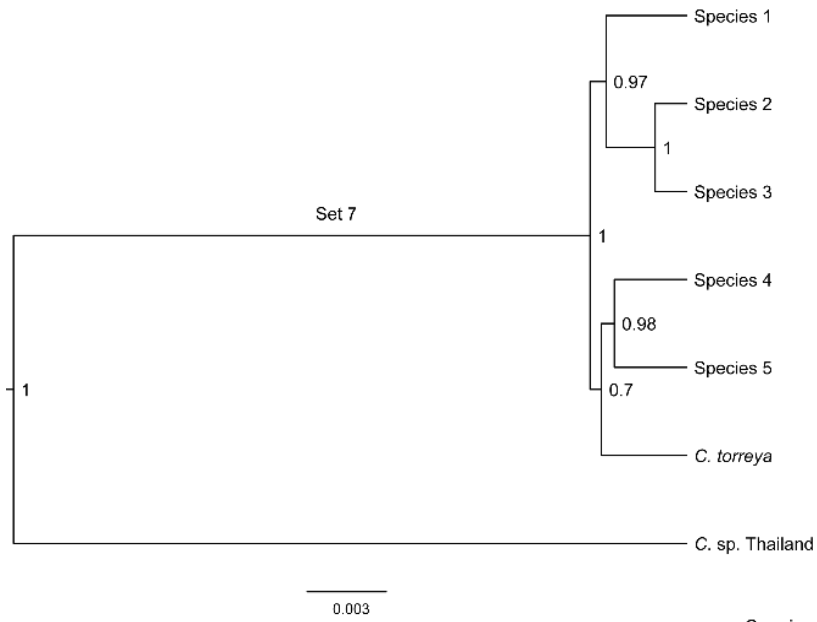 Species 1
0.97
Species 2
1
Species 3
Set 7
1
Species 4
0.98
Species 5
1
0.7
C. torreya
C. sp. Thailand
0.003